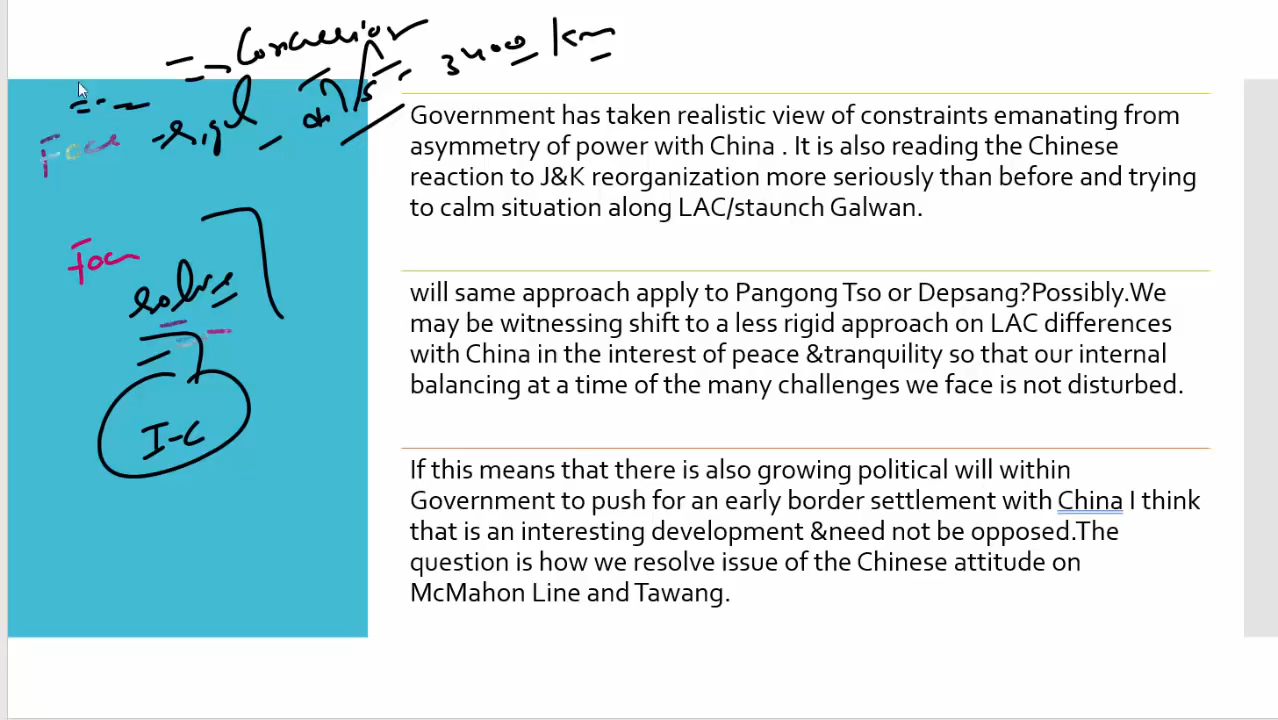 Concession
3400 km
rigid
Government has taken realistic view of constraints emanating from
asymmetry of power with China . It is also reading the Chinese
reaction to J&K reorganization more seriously than before and trying
to calm situation along LAC/staunch Galwan.
will same approach apply to Pangong Tso or Depsang?Possibly.We
may be witnessing shift to a less rigid approach on LAC differences
with China in the interest of peace &tranquility so that our internal
balancing at a time of the many challenges we face is not disturbed.
If this means that there is also growing political will within
Government to push for an early border settlement with China I think
that is an interesting development &need not be opposed.The
question is how we resolve issue of the Chinese attitude on
McMahon Line and Tawang.
solve
I-C